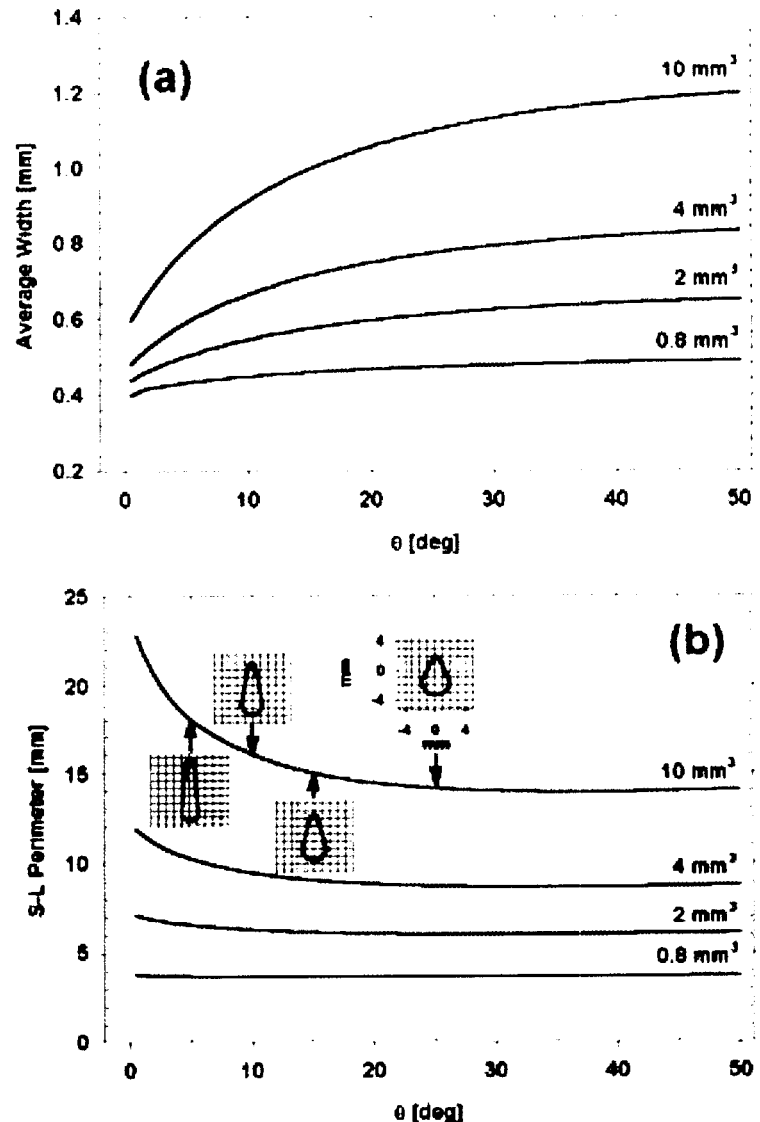 1.4
(a)
10 mm³
1.2
1.0
4 mm³
0.8
2 mm³
0.6
0.8 mm³
0.4
0.2
Average Width [mm]
0 10 20 30 40 50
θ [deg]
25
(b)
20
4
0
-4
mm
-4 0 4
mm
15
10 mm³
10
4 mm³
2 mm³
5
0.8 mm³
0
S-L Perimeter [mm]
0 10 20 30 40 50
θ [deg]